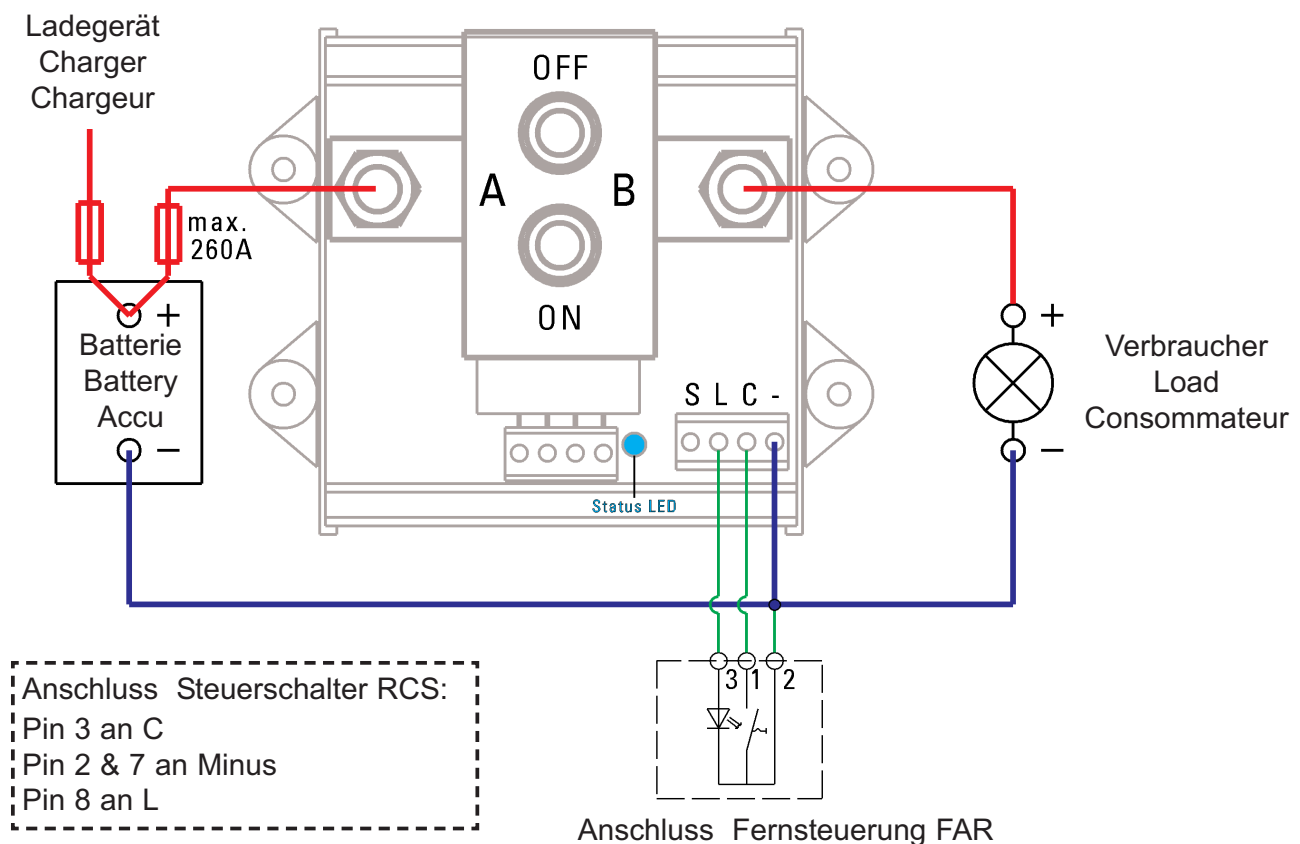 Ladegerät
Charger
Chargeur
OFF
A
B
max.
260A
ON
+
Batterie
Battery
Accu
−
+
Verbraucher
Load
Consommateur
−
S L C -
Status LED
3 1 2
Anschluss Steuerschalter RCS:
Pin 3 an C
Pin 2 & 7 an Minus
Pin 8 an L
Anschluss Fernsteuerung FAR